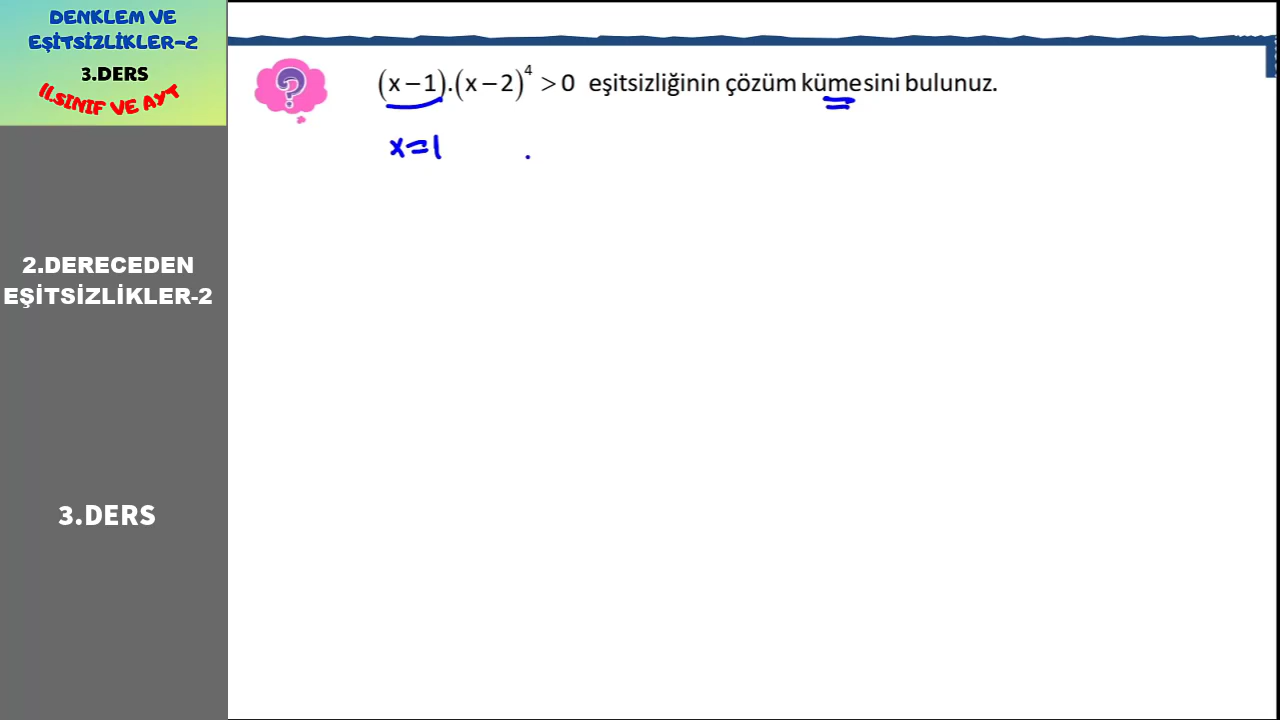 DENKLEM VE
EŞİTSİZLİKLER-2
3.DERS
11.SINIF VE AYT
(x−1).(x−2)⁴ >0 eşitsizliğinin çözüm kümesini bulunuz.
x=1
2.DERECEDEN
EŞİTSİZLİKLER-2
3.DERS